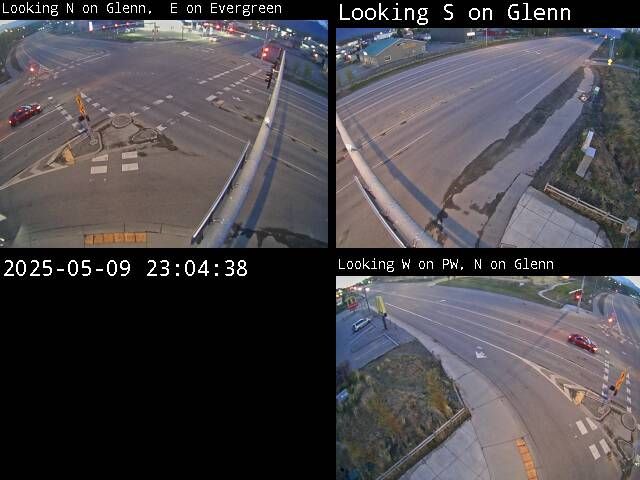 Looking N on Glenn, E on Evergreen
Looking S on Glenn
2025-05-09 23:04:38
Looking W on PW, N on Glenn